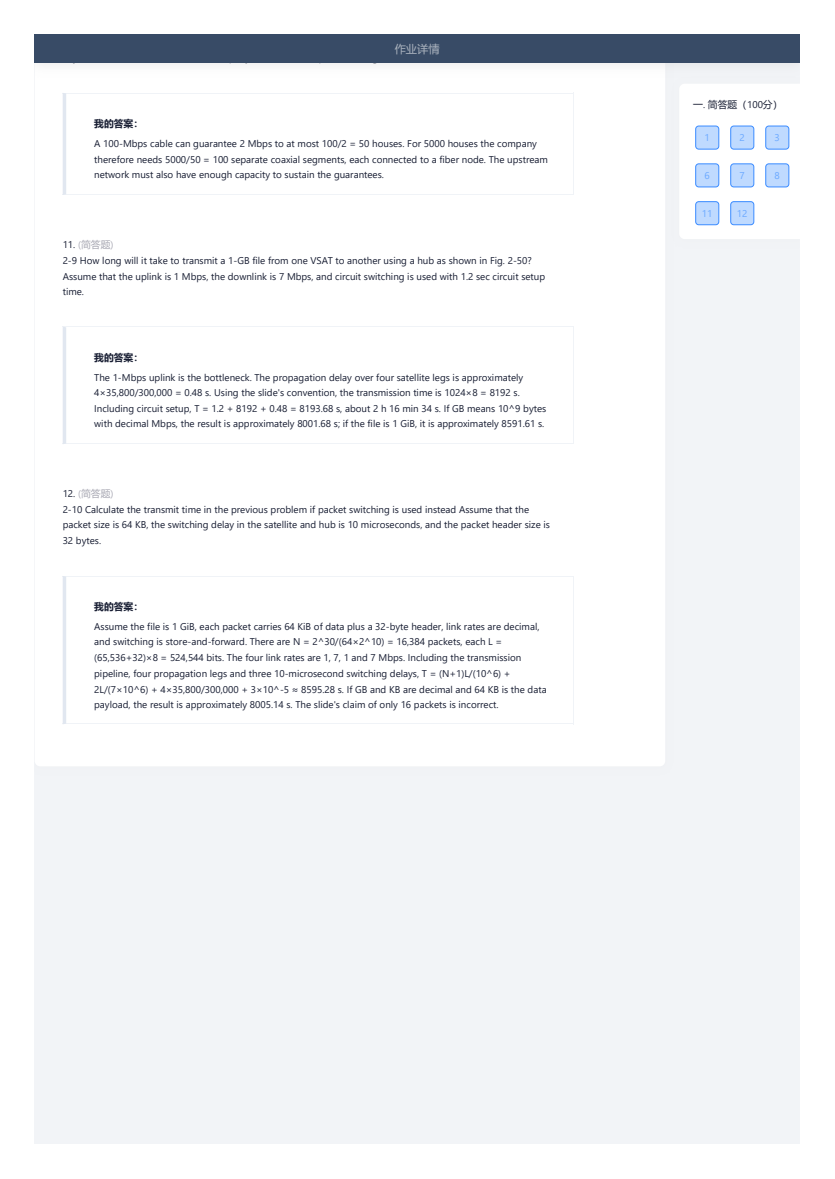 作业详情
一. 简答题（100分）
1 2 3
6 7 8
11 12
我的答案：
A 100-Mbps cable can guarantee 2 Mbps to at most 100/2 = 50 houses. For 5000 houses the company
therefore needs 5000/50 = 100 separate coaxial segments, each connected to a fiber node. The upstream
network must also have enough capacity to sustain the guarantees.
11. (简答题)
2-9 How long will it take to transmit a 1-GB file from one VSAT to another using a hub as shown in Fig. 2-50?
Assume that the uplink is 1 Mbps, the downlink is 7 Mbps, and circuit switching is used with 1.2 sec circuit setup
time.
我的答案：
The 1-Mbps uplink is the bottleneck. The propagation delay over four satellite legs is approximately
4×35,800/300,000 = 0.48 s. Using the slide's convention, the transmission time is 1024×8 = 8192 s.
Including circuit setup, T = 1.2 + 8192 + 0.48 = 8193.68 s, about 2 h 16 min 34 s. If GB means 10^9 bytes
with decimal Mbps, the result is approximately 8001.68 s; if the file is 1 GiB, it is approximately 8591.61 s.
12. (简答题)
2-10 Calculate the transmit time in the previous problem if packet switching is used instead Assume that the
packet size is 64 KB, the switching delay in the satellite and hub is 10 microseconds, and the packet header size is
32 bytes.
我的答案：
Assume the file is 1 GiB, each packet carries 64 KiB of data plus a 32-byte header, link rates are decimal,
and switching is store-and-forward. There are N = 2^30/(64×2^10) = 16,384 packets, each L =
(65,536+32)×8 = 524,544 bits. The four link rates are 1, 7, 1 and 7 Mbps. Including the transmission
pipeline, four propagation legs and three 10-microsecond switching delays, T = (N+1)L/(10^6) +
2L/(7×10^6) + 4×35,800/300,000 + 3×10^-5 ≈ 8595.28 s. If GB and KB are decimal and 64 KB is the data
payload, the result is approximately 8005.14 s. The slide's claim of only 16 packets is incorrect.